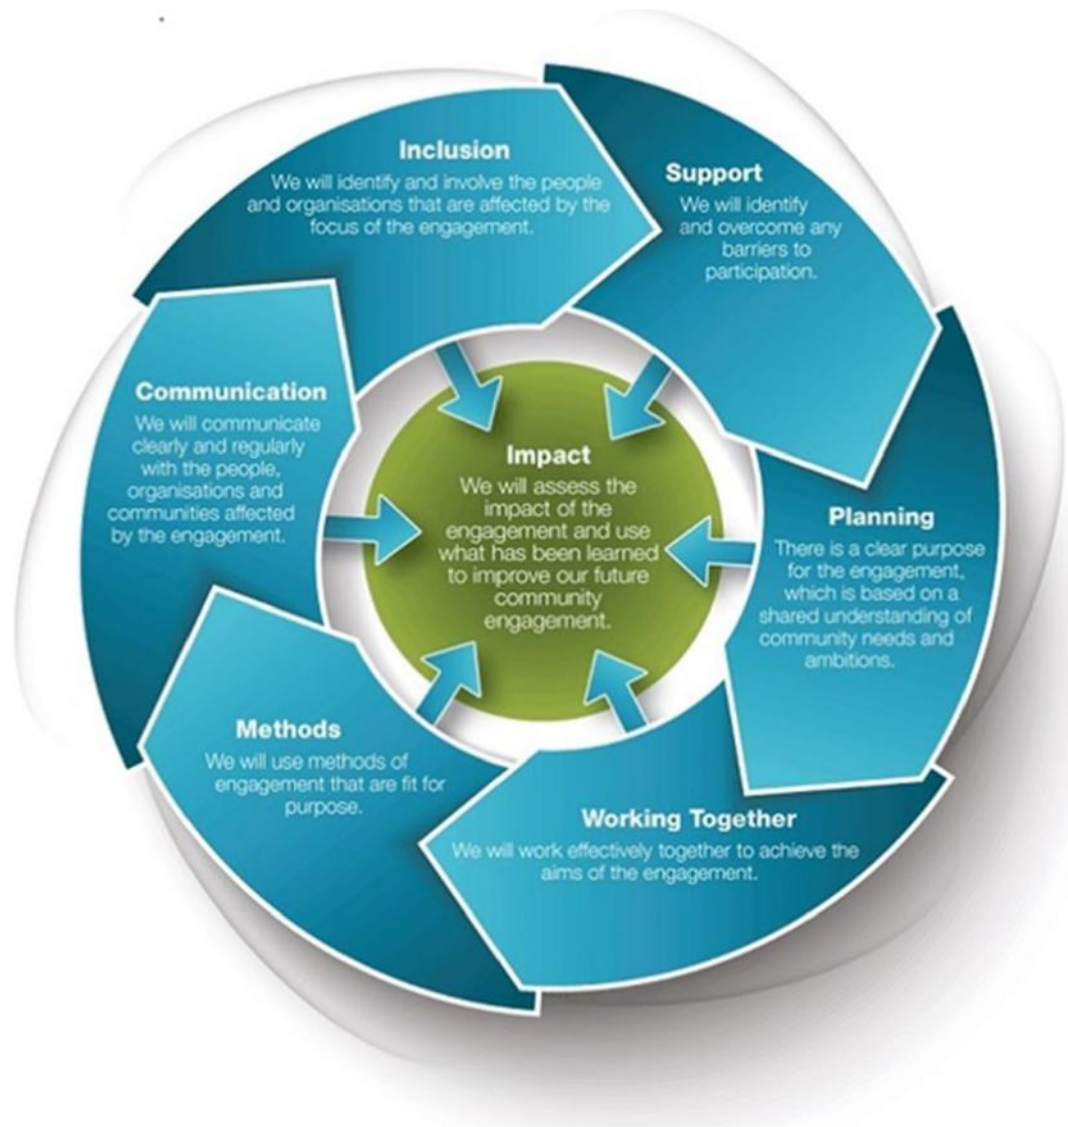 Inclusion
We will identify and involve the people
and organisations that are affected by the
focus of the engagement.
Support
We will identify
and overcome any
barriers to
participation.
Planning
There is a clear purpose
for the engagement,
which is based on a
shared understanding of
community needs and
ambitions.
Working Together
We will work effectively together to achieve the
aims of the engagement.
Methods
We will use methods of
engagement that are fit for
purpose.
Communication
We will communicate
clearly and regularly
with the people,
organisations and
communities affected
by the engagement.
Impact
We will assess the
impact of the
engagement and use
what has been learned
to improve our future
community
engagement.